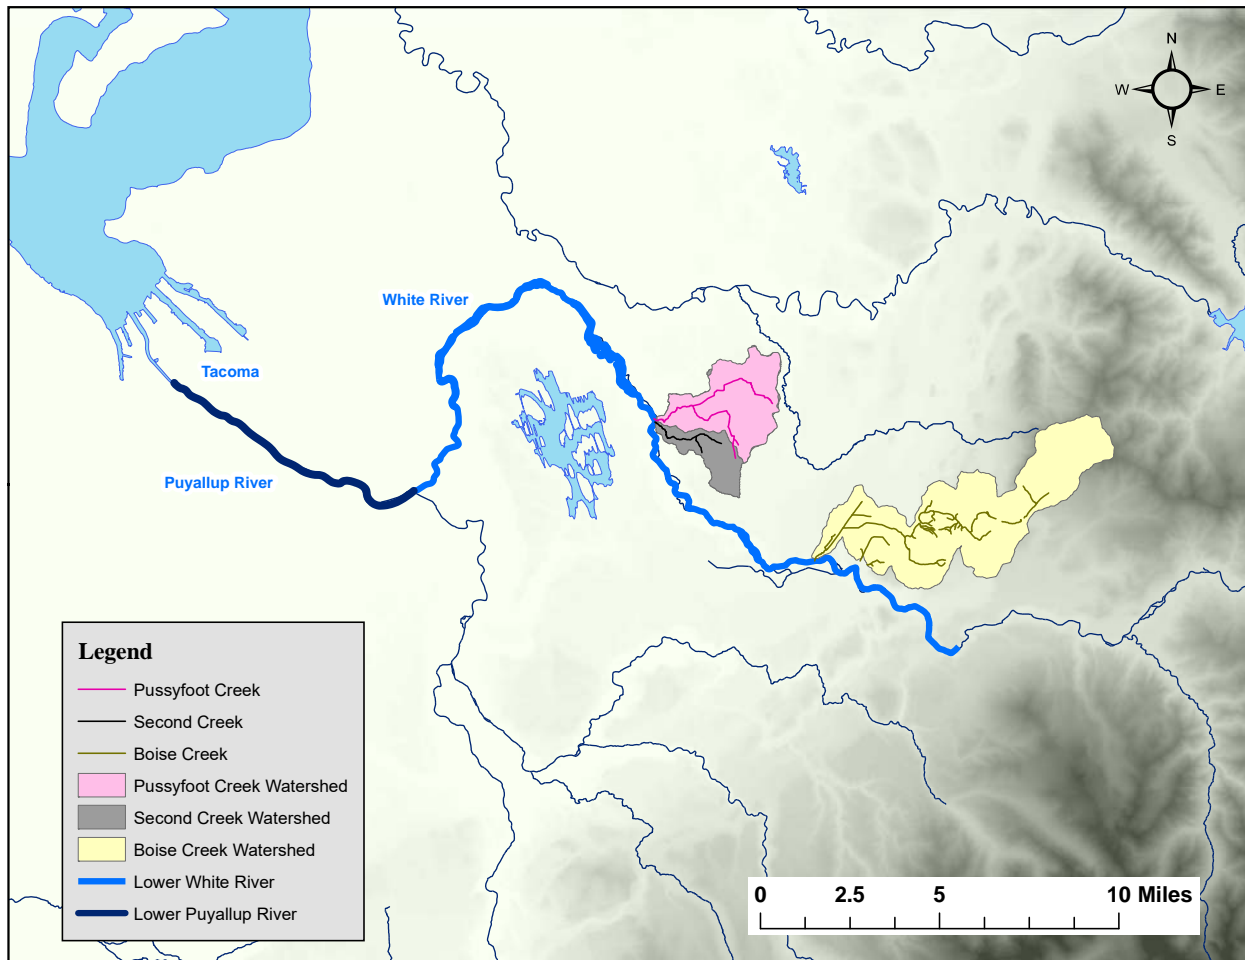 N
W E
S
White River
Tacoma
Puyallup River
Legend
Pussyfoot Creek
Second Creek
Boise Creek
Pussyfoot Creek Watershed
Second Creek Watershed
Boise Creek Watershed
Lower White River
Lower Puyallup River
0 2.5 5 10 Miles